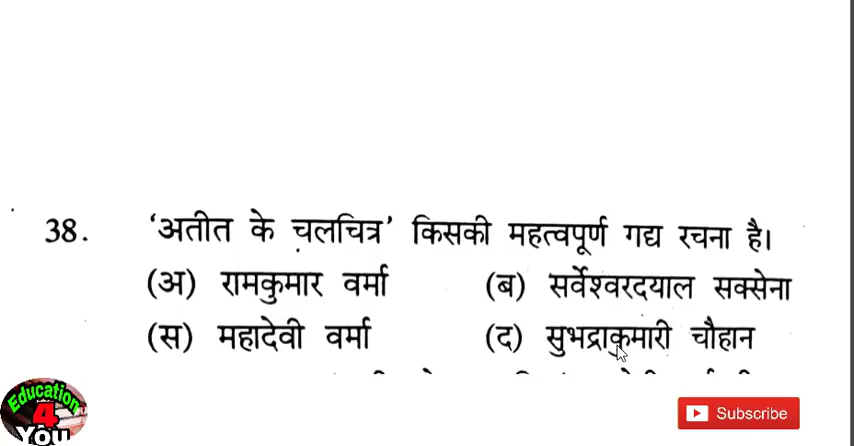 38. 'अतीत के चलचित्र' किसकी महत्वपूर्ण गद्य रचना है।
(अ) रामकुमार वर्मा (ब) सर्वेश्वरदयाल सक्सेना
(स) महादेवी वर्मा (द) सुभद्राकुमारी चौहान
Education
4
You
Subscribe